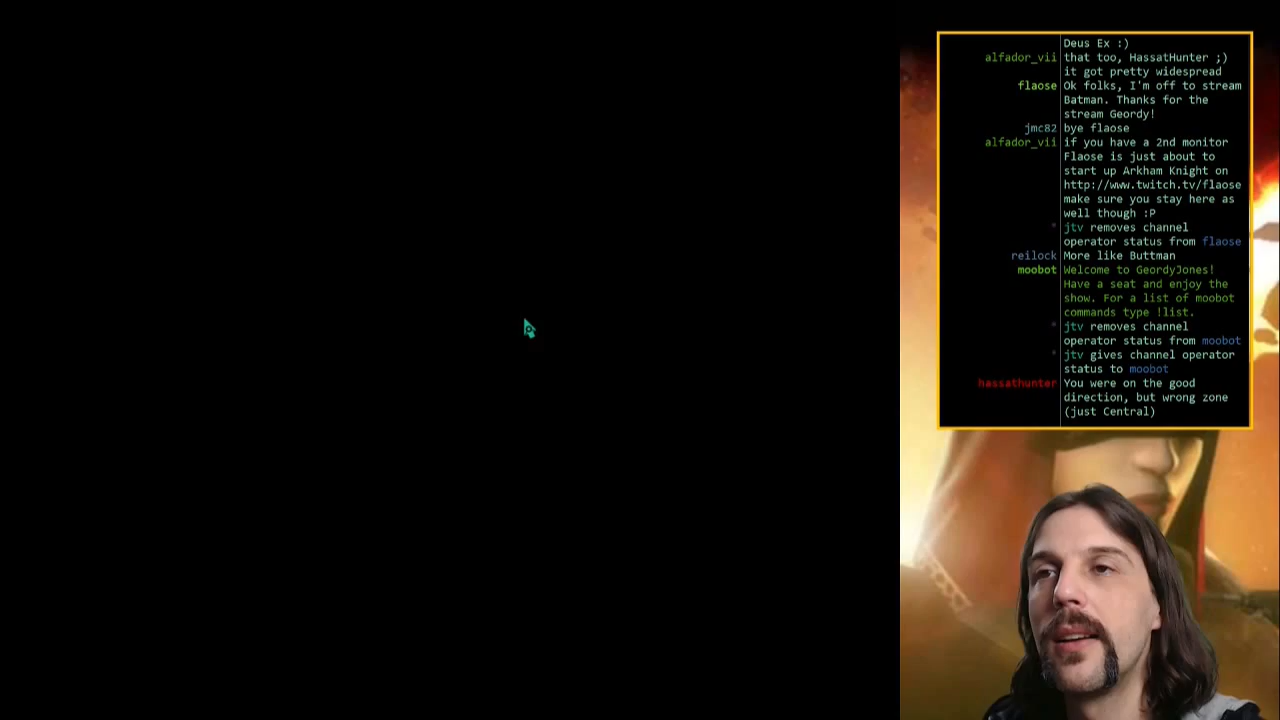 Deus Ex :)
alfador_vii that too, HassatHunter ;)
it got pretty widespread
flaose Ok folks, I'm off to stream
Batman. Thanks for the
stream Geordy!
jmc82 bye flaose
alfador_vii if you have a 2nd monitor
Flaose is just about to
start up Arkham Knight on
http://www.twitch.tv/flaose
make sure you stay here as
well though :P
* jtv removes channel
operator status from flaose
reilock More like Buttman
moobot Welcome to GeordyJones!
Have a seat and enjoy the
show. For a list of moobot
commands type !list.
* jtv removes channel
operator status from moobot
* jtv gives channel operator
status to moobot
hassathunter You were on the good
direction, but wrong zone
(just Central)